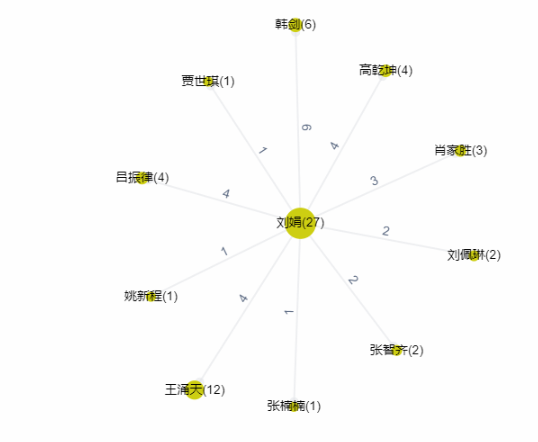 韩剑(6)
高乾坤(4)
贾世琪(1)
6
4
1
肖家胜(3)
3
吕振律(4)
4
刘娟(27)
2
刘佩琳(2)
1
2
姚新程(1)
4
1
张智齐(2)
王涌天(12)
张楠楠(1)